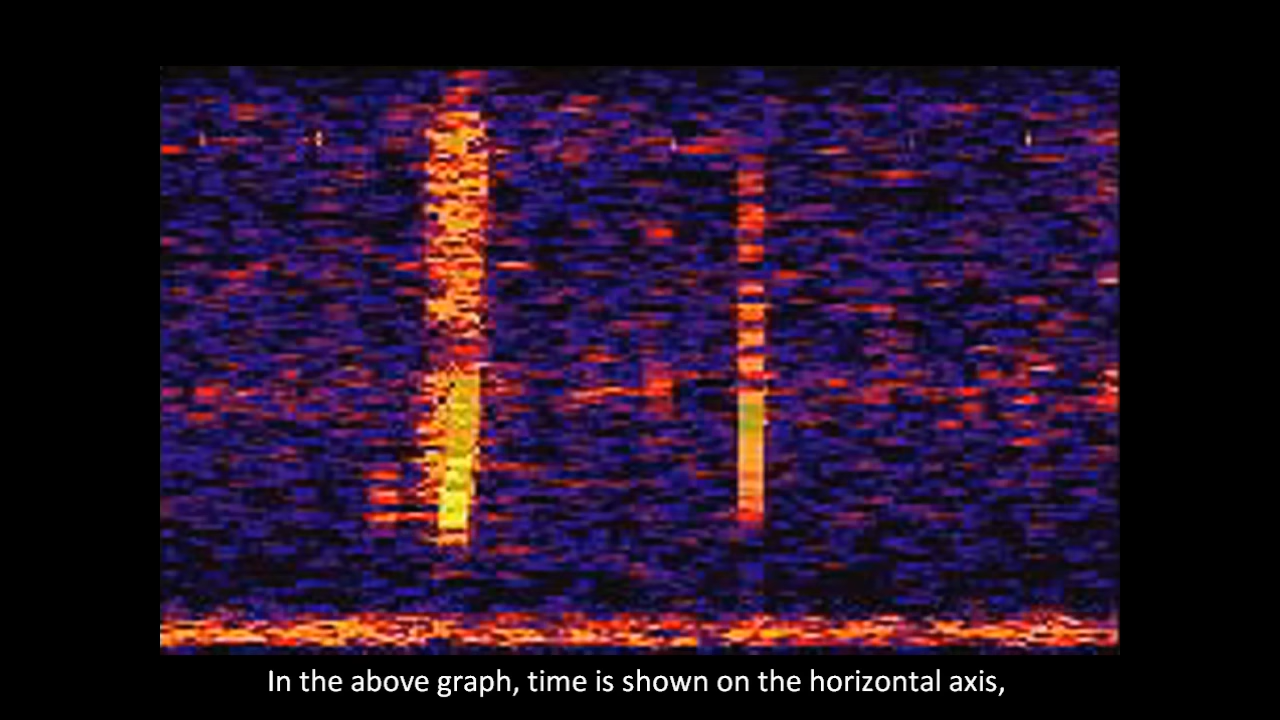 In the above graph, time is shown on the horizontal axis,